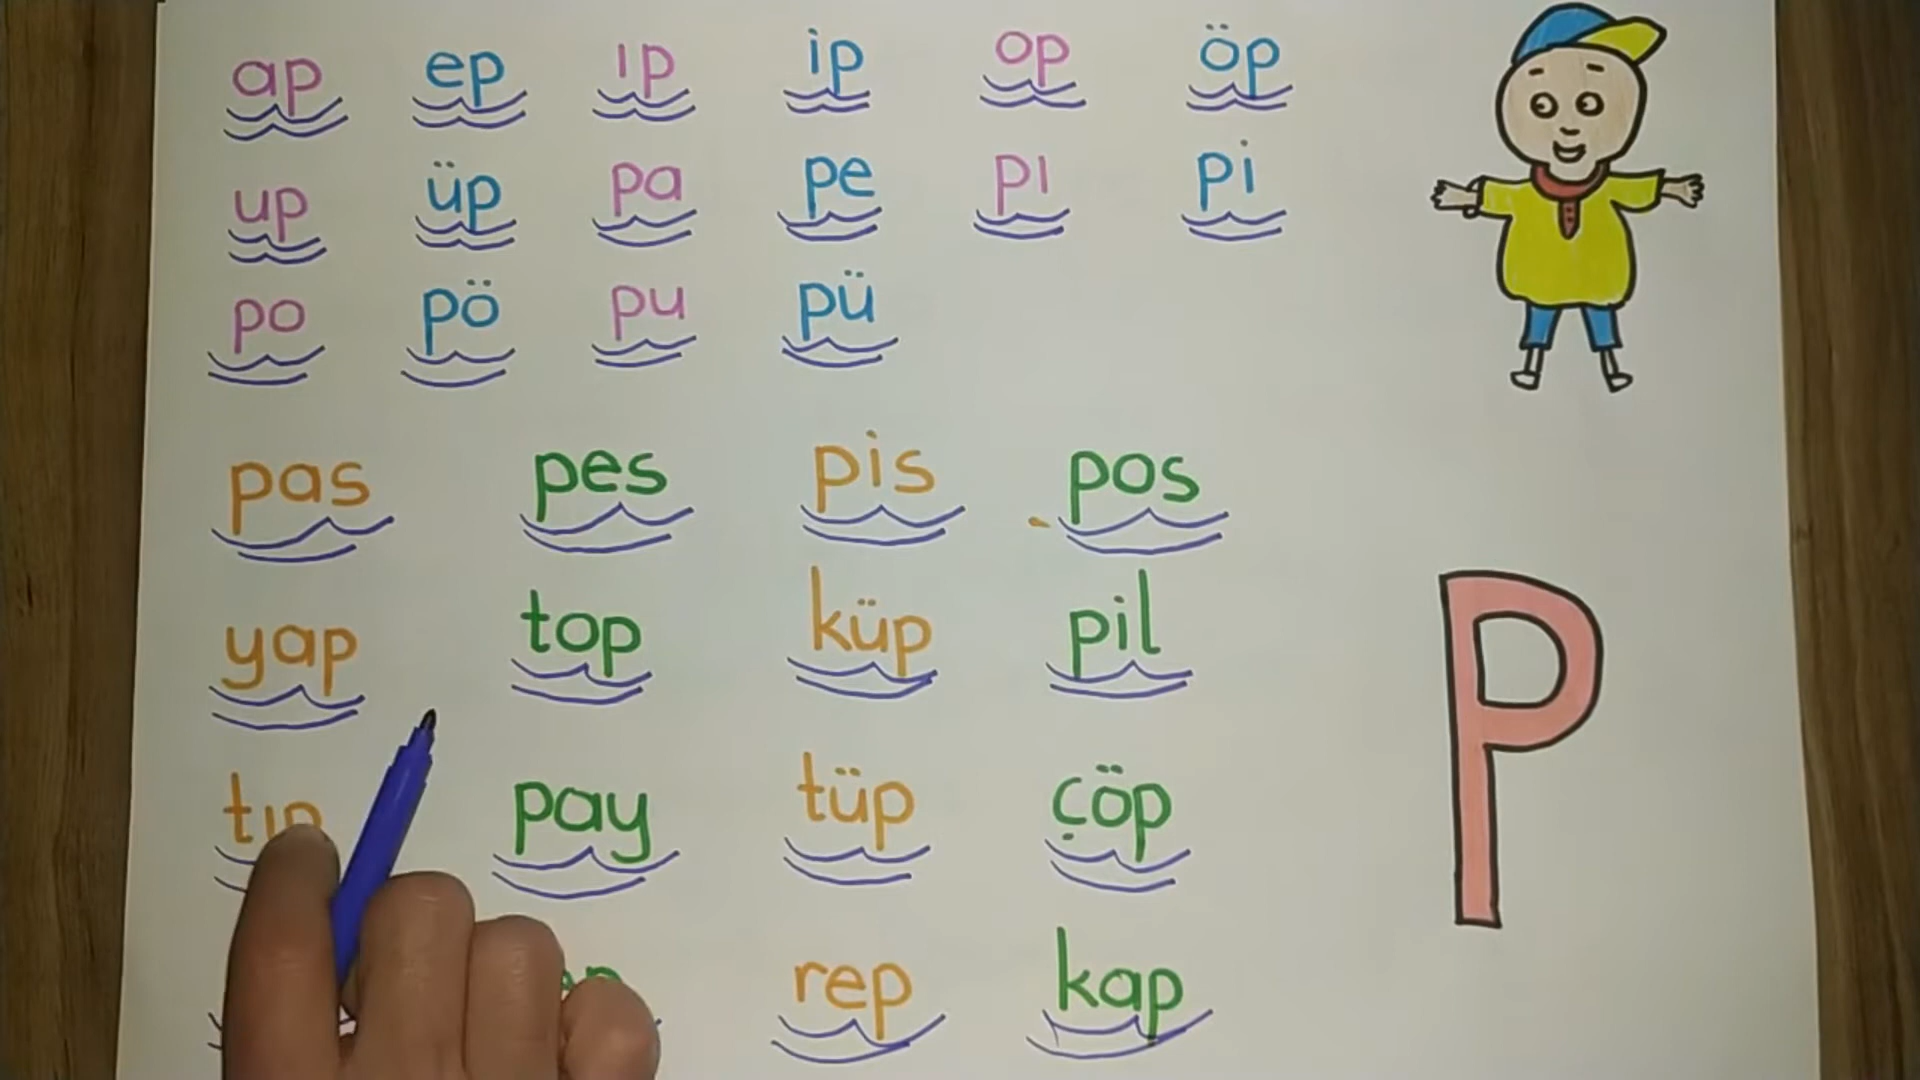 ap ep ıp ip op öp
up üp pa pe pı pi
po pö pu pü
pas pes pis pos
yap top küp pil
tıp pay tüp çöp
rep kap
P